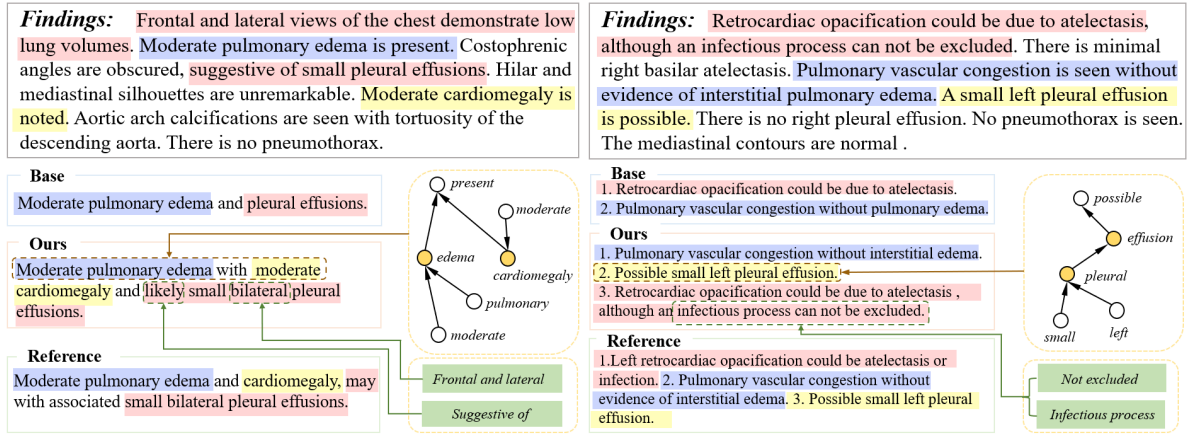 Findings: Frontal and lateral views of the chest demonstrate low
lung volumes. Moderate pulmonary edema is present. Costophrenic
angles are obscured, suggestive of small pleural effusions. Hilar and
mediastinal silhouettes are unremarkable. Moderate cardiomegaly is
noted. Aortic arch calcifications are seen with tortuosity of the
descending aorta. There is no pneumothorax.
Base
Moderate pulmonary edema and pleural effusions.
Ours
Moderate pulmonary edema with moderate
cardiomegaly and likely small bilateral pleural
effusions.
Reference
Moderate pulmonary edema and cardiomegaly, may
with associated small bilateral pleural effusions.
present
moderate
edema
cardiomegaly
pulmonary
moderate
Frontal and lateral
Suggestive of
Findings: Retrocardiac opacification could be due to atelectasis,
although an infectious process can not be excluded. There is minimal
right basilar atelectasis. Pulmonary vascular congestion is seen without
evidence of interstitial pulmonary edema. A small left pleural effusion
is possible. There is no right pleural effusion. No pneumothorax is seen.
The mediastinal contours are normal .
Base
1. Retrocardiac opacification could be due to atelectasis.
2. Pulmonary vascular congestion without pulmonary edema.
Ours
1. Pulmonary vascular congestion without interstitial edema.
2. Possible small left pleural effusion.
3. Retrocardiac opacification could be due to atelectasis ,
although an infectious process can not be excluded.
Reference
1.Left retrocardiac opacification could be atelectasis or
infection. 2. Pulmonary vascular congestion without
evidence of interstitial edema. 3. Possible small left pleural
effusion.
possible
effusion
pleural
small
left
Not excluded
Infectious process